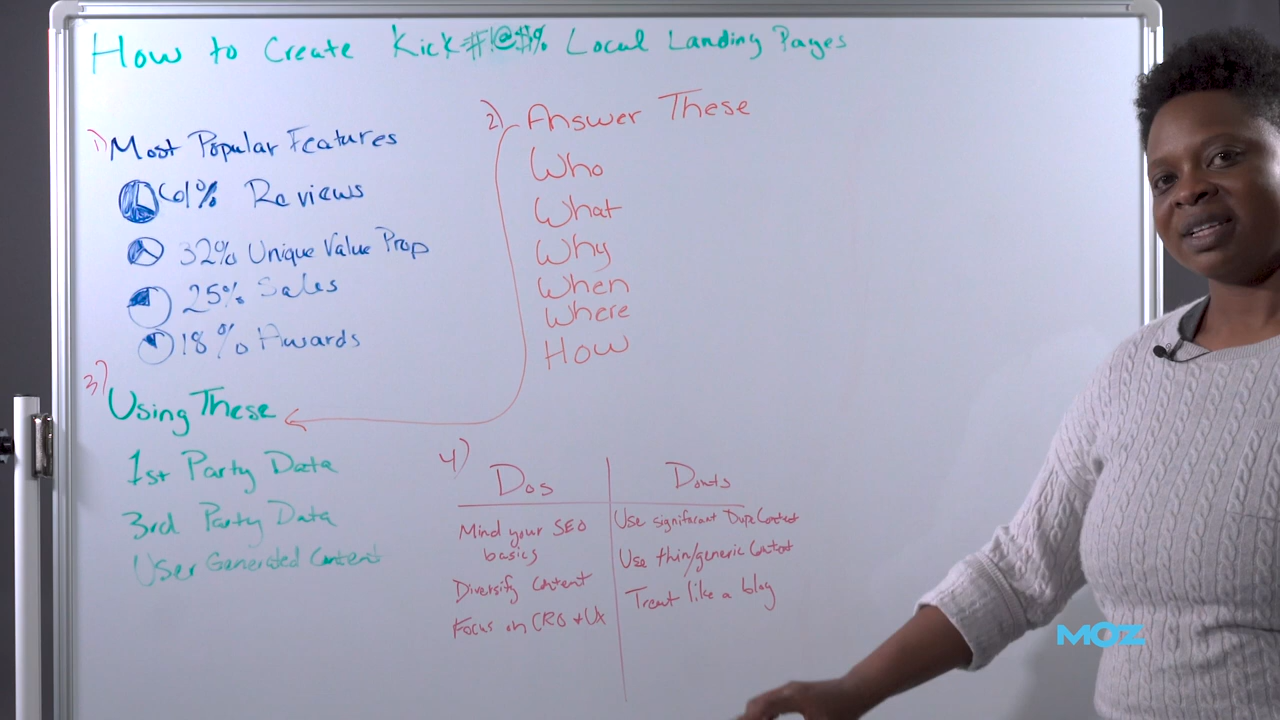 How to Create Kick#!@$% Local Landing Pages
1) Most Popular Features
61% Reviews
32% Unique Value Prop
25% Sales
18% Awards
2) Answer These
Who
What
Why
When
Where
How
3) Using These
1st Party Data
3rd Party Data
User Generated Content
4)
Dos
Mind your SEO
basics
Diversify content
Focus on CRO + UX
Donts
Use significant Dupe Content
Use thin/generic Content
Treat like a blog
MOZ